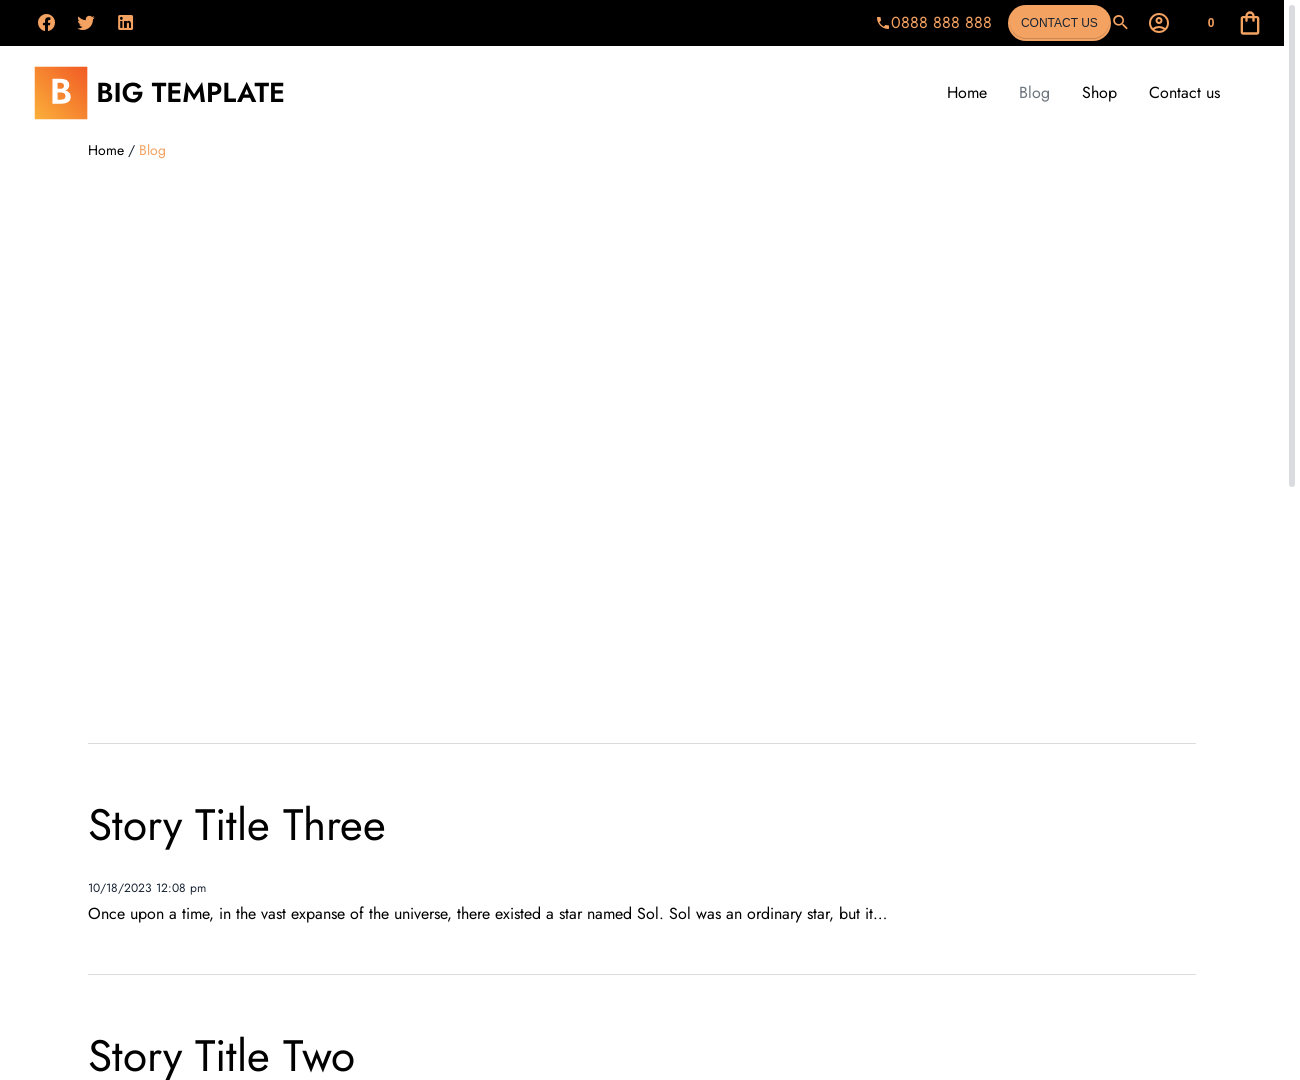 0888 888 888 CONTACT US 0
B BIG TEMPLATE Home Blog Shop Contact us
Home / Blog
Story Title Three
10/18/2023 12:08 pm
Once upon a time, in the vast expanse of the universe, there existed a star named Sol. Sol was an ordinary star, but it...
Story Title Two